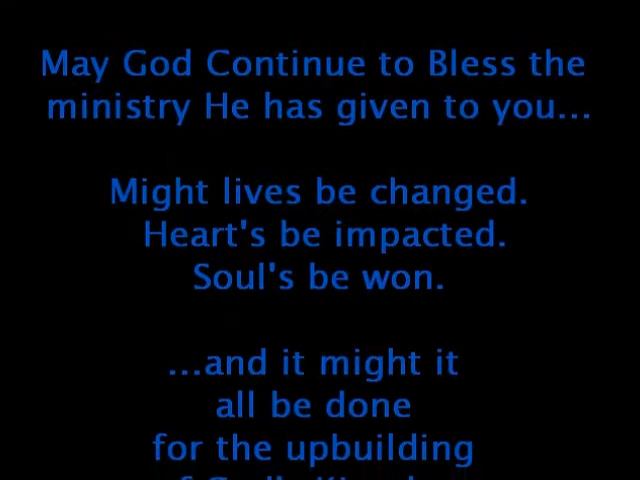 May God Continue to Bless the
ministry He has given to you...
Might lives be changed.
Heart's be impacted.
Soul's be won.
...and it might it
all be done
for the upbuilding